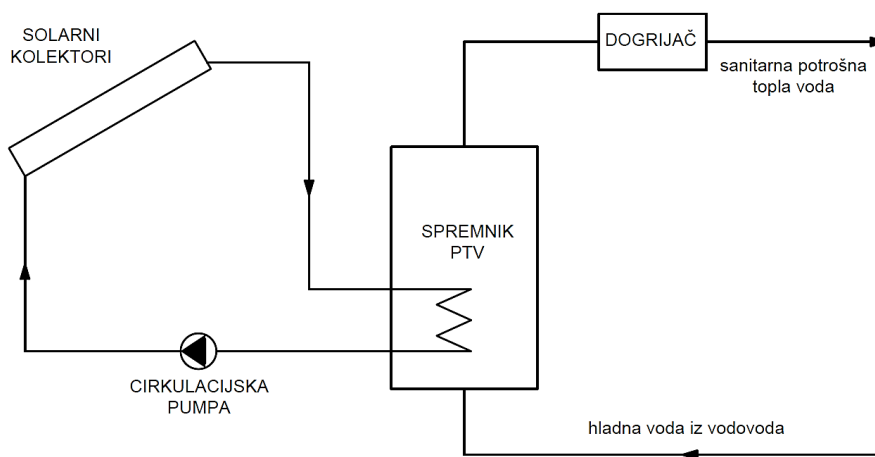 SOLARNI
KOLEKTORI
DOGRIJAČ
sanitarna potrošna
topla voda
SPREMNIK
PTV
CIRKULACIJSKA
PUMPA
hladna voda iz vodovoda